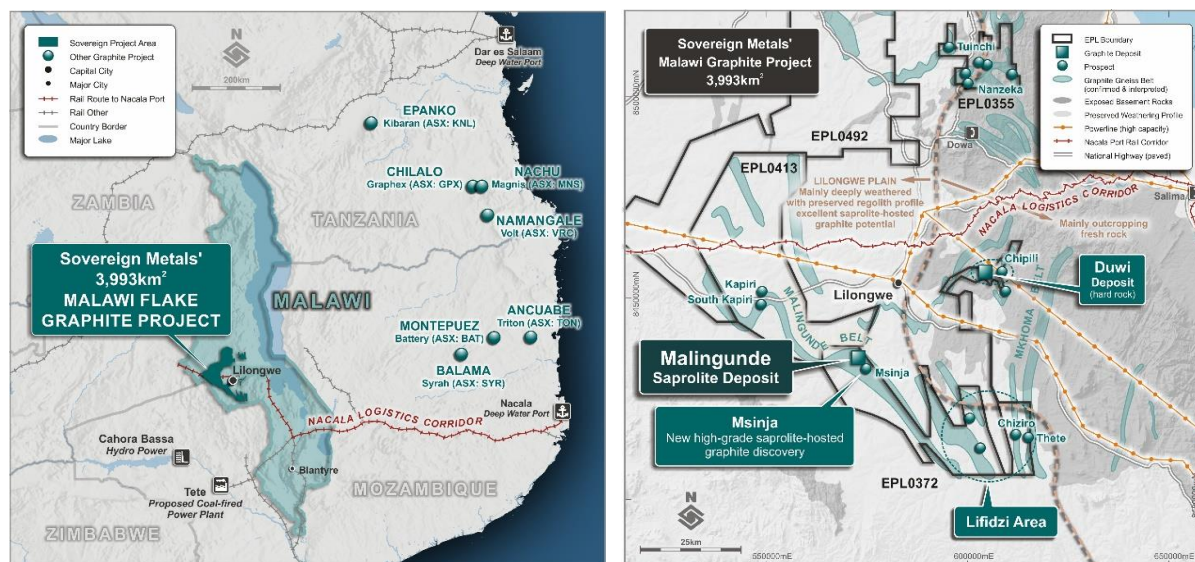 Sovereign Project Area
Other Graphite Project
Capital City
Major City
Rail Route to Nacala Port
Rail Other
Country Border
Major Lake
N
200km
Dar es Salaam
Deep Water Port
EPANKO
Kibaran (ASX: KNL)
CHILALO
Graphex (ASX: GPX)
NACHU
Magnis (ASX: MNS)
ZAMBIA
TANZANIA
NAMANGALE
Volt (ASX: VRC)
Sovereign Metals'
3,993km²
MALAWI FLAKE
GRAPHITE PROJECT
MALAWI
ANCUABE
Triton (ASX: TON)
MONTEPUEZ
Battery (ASX: BAT)
BALAMA
Syrah (ASX: SYR)
Lilongwe
Nacala
Deep Water Port
NACALA LOGISTICS CORRIDOR
Cahora Bassa
Hydro Power
Blantyre
Tete
Proposed Coal-fired
Power Plant
MOZAMBIQUE
ZIMBABWE
Sovereign Metals'
Malawi Graphite Project
3,993km²
Tuinchi
Nanzeka
EPL0355
EPL Boundary
Graphite Deposit
Prospect
Graphite Gneiss Belt
(confirmed & interpreted)
Exposed Basement Rocks
Preserved Weathering Profile
Powerline (high capacity)
Nacala Port Rail Corridor
National Highway (paved)
8500000mN
EPL0492
Dowa
EPL0413
LILONGWE PLAIN
Mainly deeply weathered
with preserved regolith profile
excellent saprolite-hosted
graphite potential
NACALA LOGISTICS CORRIDOR
Salima
Mainly outcropping
fresh rock
Chipili
Duwi
Deposit
(hard rock)
Kapiri
South Kapiri
Lilongwe
8450000mN
MALINGUNDE BELT
MKHOMA BELT
Malingunde
Saprolite Deposit
Msinja
Msinja
New high-grade saprolite-hosted
graphite discovery
Chiziro
Thete
EPL0372
N
Lifidzi Area
25km
550000mE
600000mE
650000mE